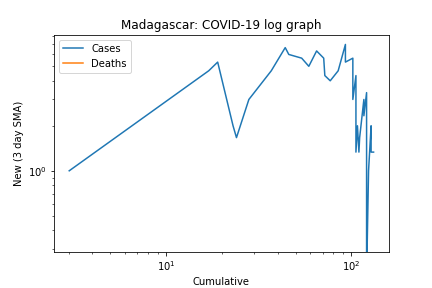 Madagascar: COVID-19 log graph
Cases
Deaths
New (3 day SMA)
10⁰
10¹
10²
Cumulative